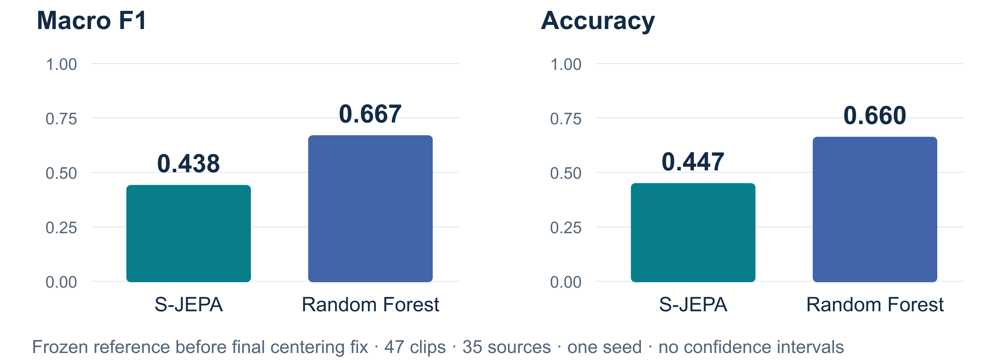 Macro F1
1.00
0.75
0.50
0.25
0.00
0.438
0.667
S-JEPA
Random Forest
Accuracy
1.00
0.75
0.50
0.25
0.00
0.447
0.660
S-JEPA
Random Forest
Frozen reference before final centering fix · 47 clips · 35 sources · one seed · no confidence intervals